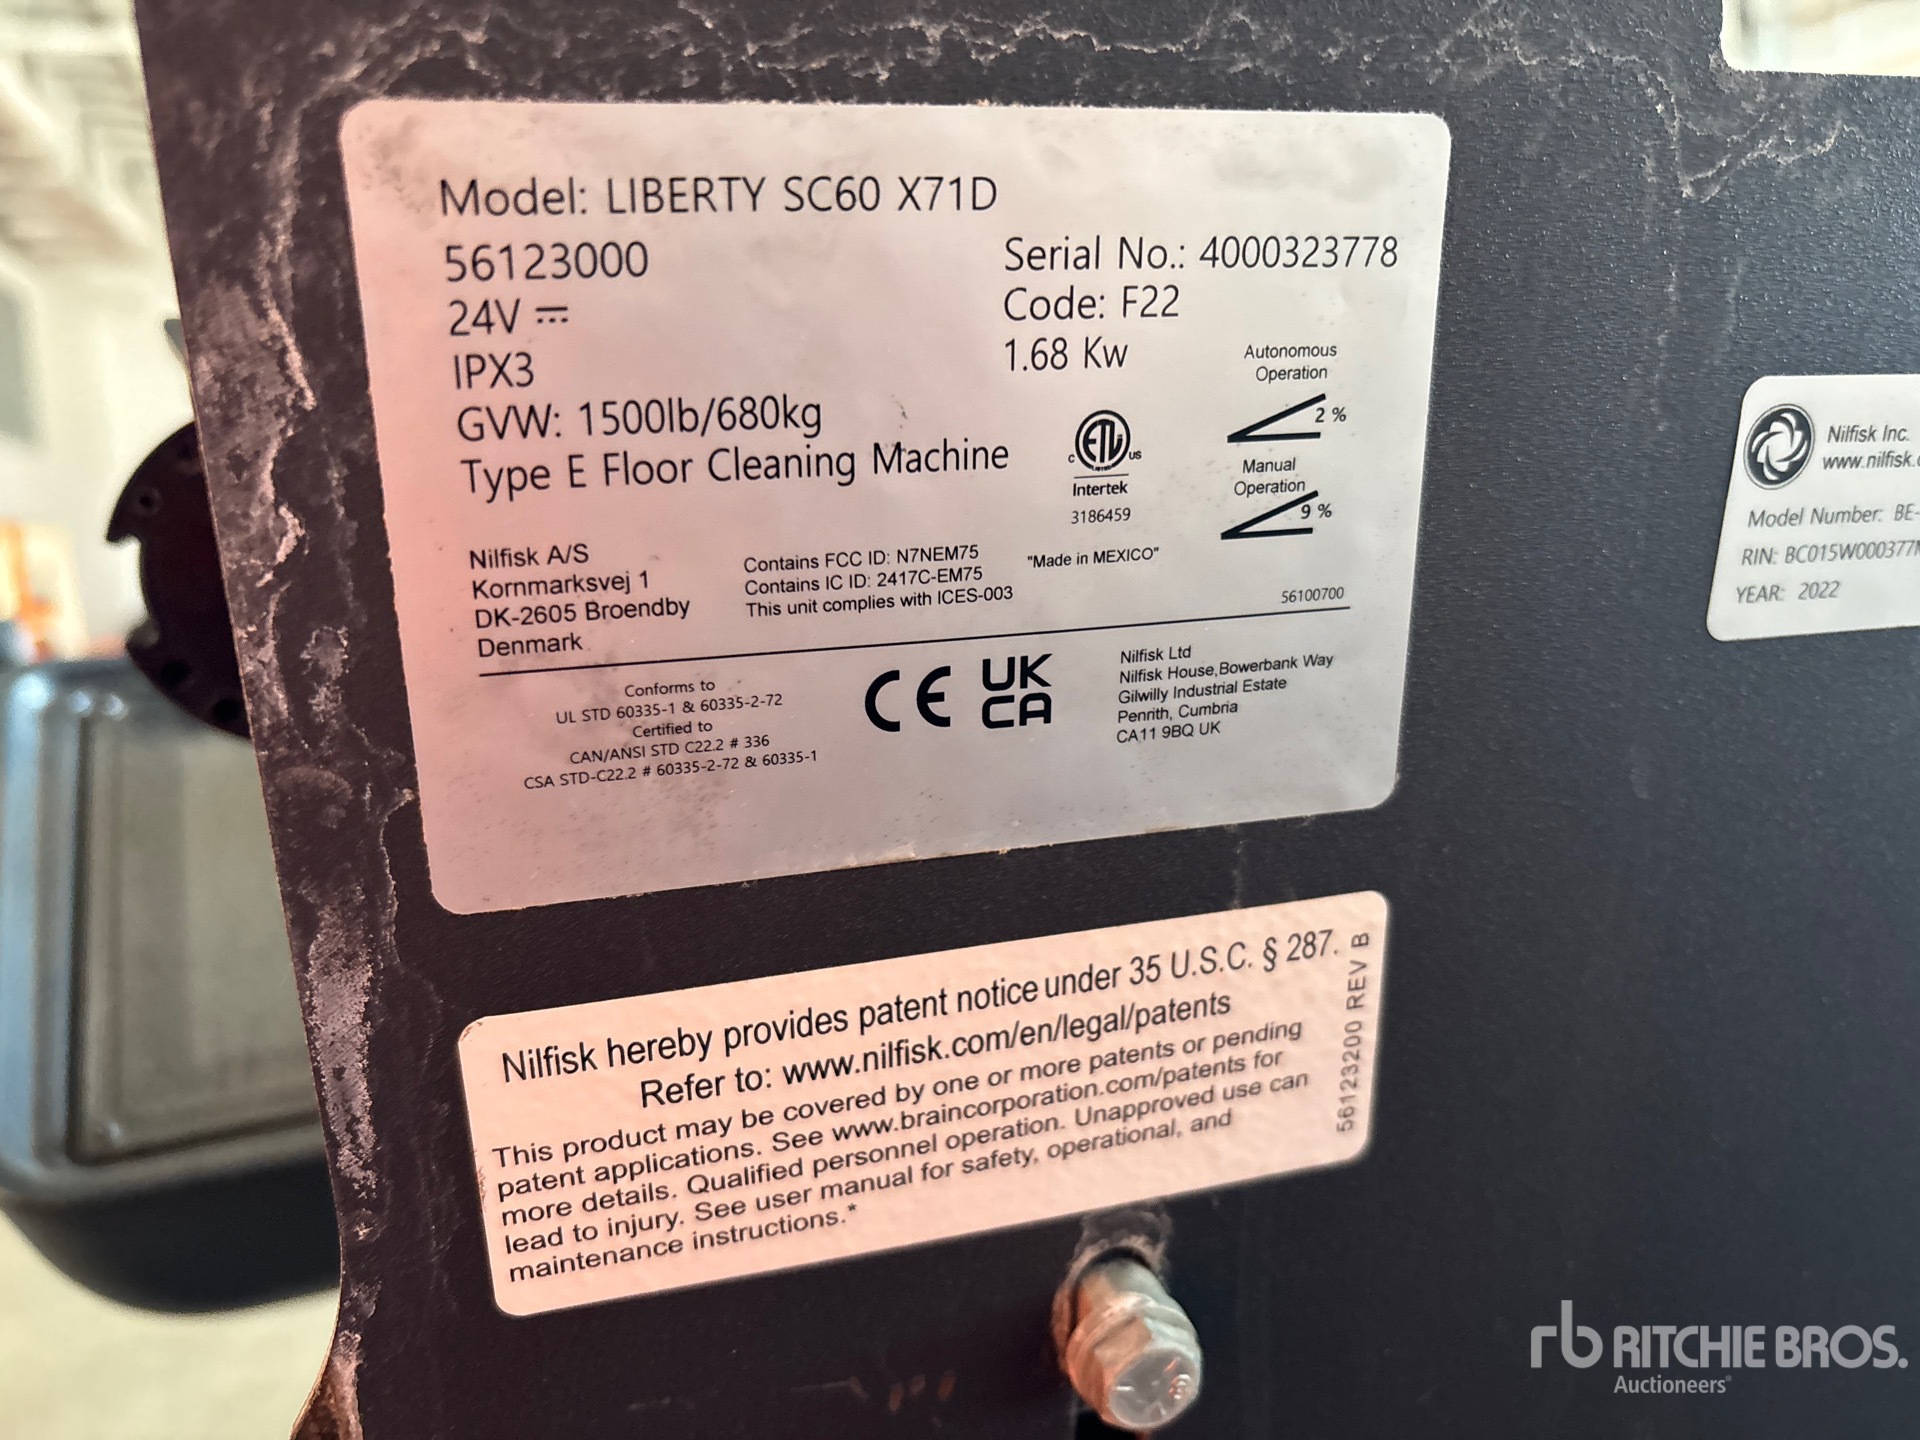 Model: LIBERTY SC60 X71D
56123000
24V
IPX3
GVW: 1500lb/680kg
Type E Floor Cleaning Machine
Serial No.: 4000323778
Code: F22
1.68 Kw
Autonomous
Operation
2 %
Manual
Operation
9 %
ETL
C US
Intertek
3186459
Nilfisk A/S
Kornmarksvej 1
DK-2605 Broendby
Denmark
Contains FCC ID: N7NEM75
Contains IC ID: 2417C-EM75
This unit complies with ICES-003
"Made in MEXICO"
56100700
Conforms to
UL STD 60335-1 & 60335-2-72
Certified to
CAN/ANSI STD C22.2 # 336
CSA STD-C22.2 # 60335-2-72 & 60335-1
CE
UK
CA
Nilfisk Ltd
Nilfisk House,Bowerbank Way
Gilwilly Industrial Estate
Penrith, Cumbria
CA11 9BQ UK
Nilfisk Inc.
www.nilfisk.
Model Number: BE-
RIN: BC015W000377
YEAR: 2022
Nilfisk hereby provides patent notice under 35 U.S.C. § 287.
Refer to: www.nilfisk.com/en/legal/patents
This product may be covered by one or more patents or pending
patent applications. See www.braincorporation.com/patents for
more details. Qualified personnel operation. Unapproved use can
lead to injury. See user manual for safety, operational, and
maintenance instructions.*
56123200 REV B
rb RITCHIE BROS.
Auctioneers®